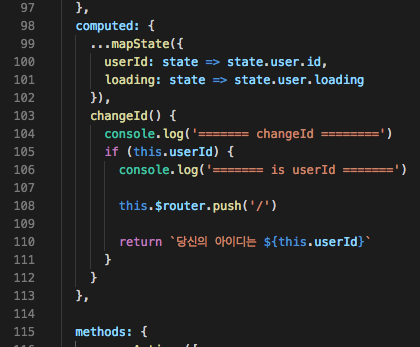 97 },
98 computed: {
99 ...mapState({
100 userId: state => state.user.id,
101 loading: state => state.user.loading
102 }),
103 changeId() {
104 console.log('======= changeId ========')
105 if (this.userId) {
106 console.log('======= is userId =======')
107
108 this.$router.push('/')
109
110 return `당신의 아이디는 ${this.userId}`
111 }
112 }
113 },
114
115 methods: {